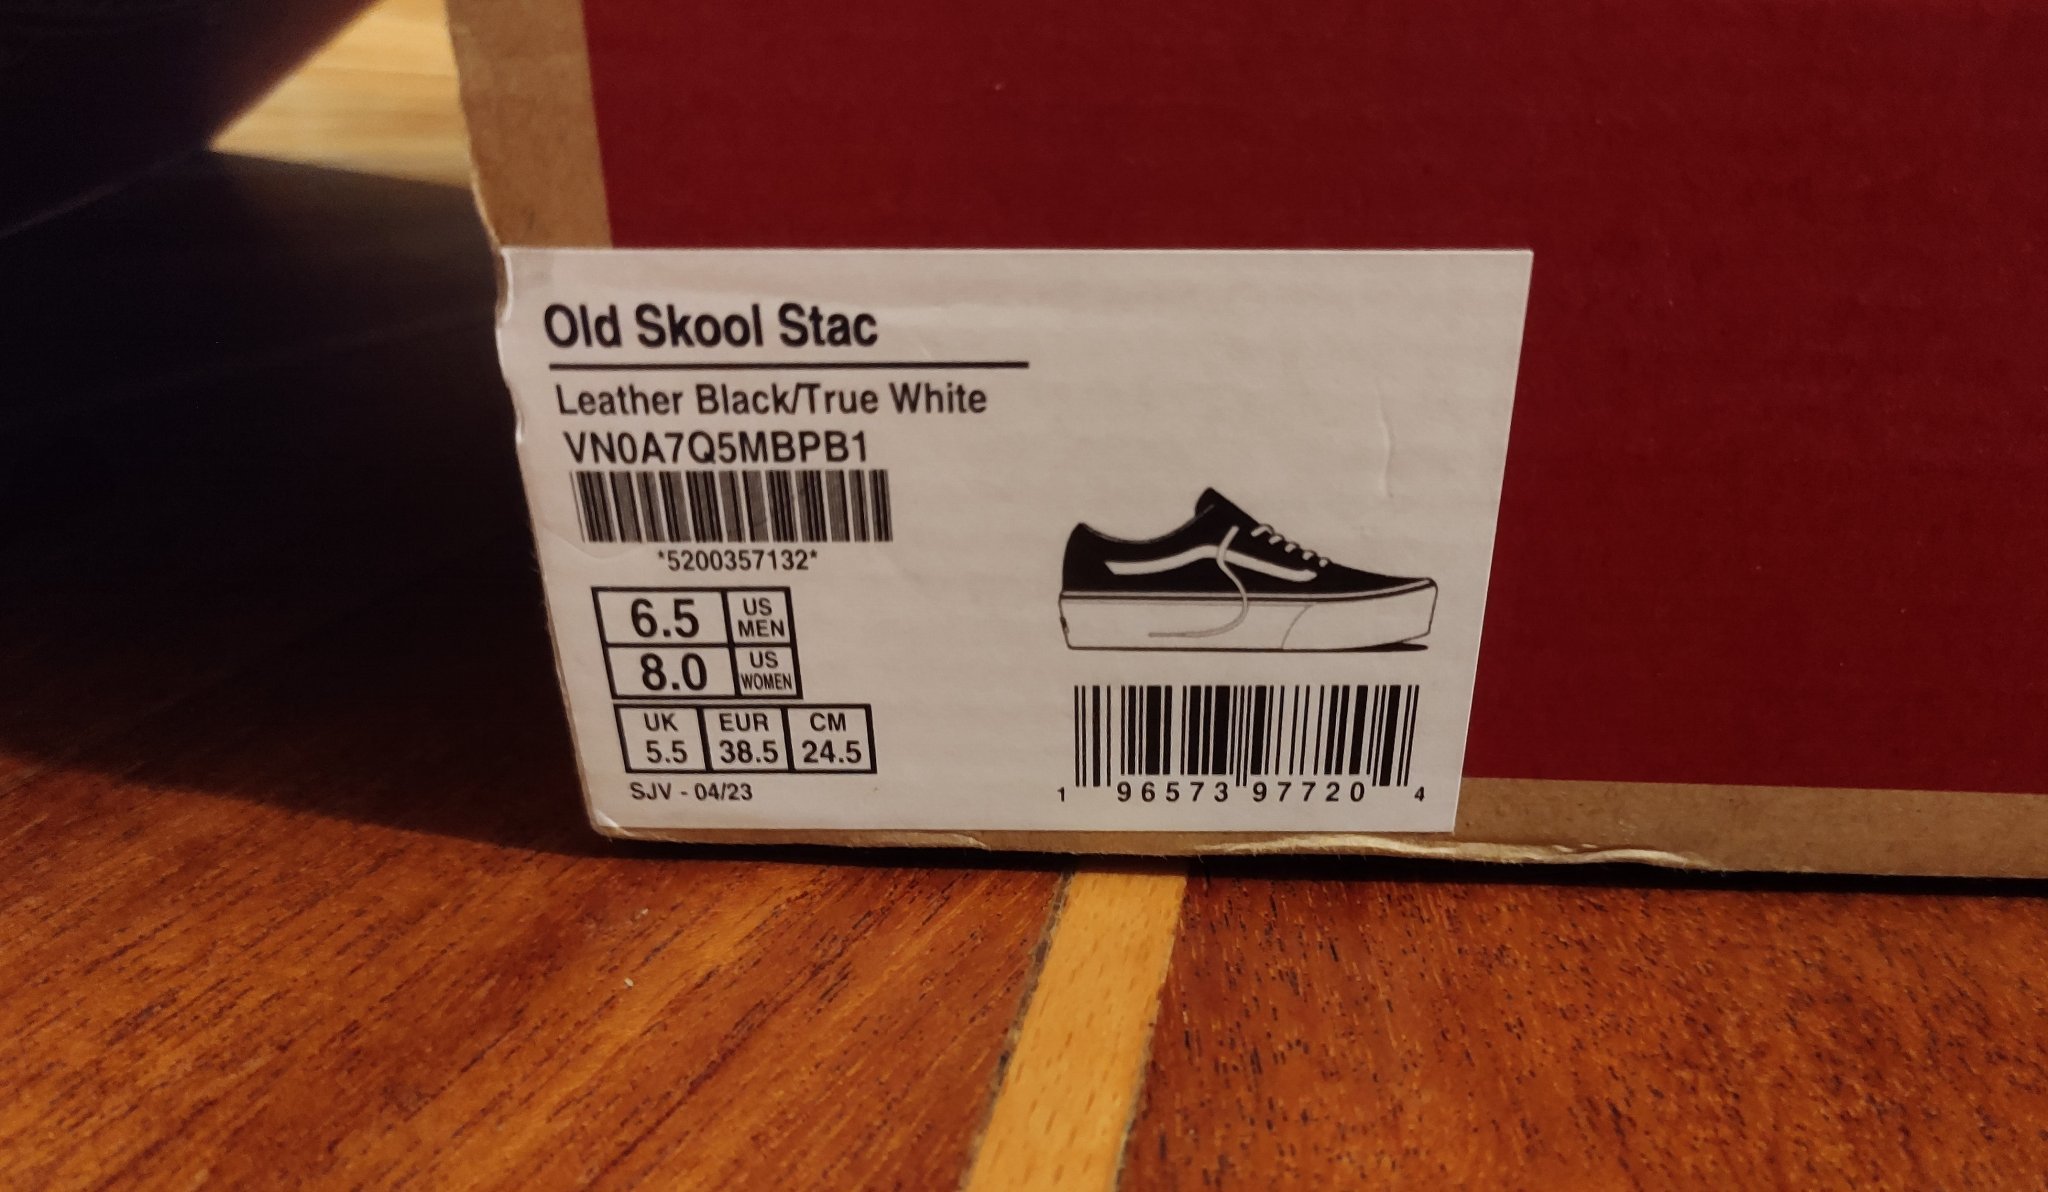 Old Skool Stac
Leather Black/True White
VN0A7Q5MBPB1
*5200357132*
6.5 US MEN
8.0 US WOMEN
UK EUR CM
5.5 38.5 24.5
SJV - 04/23
1 96573 97720 4